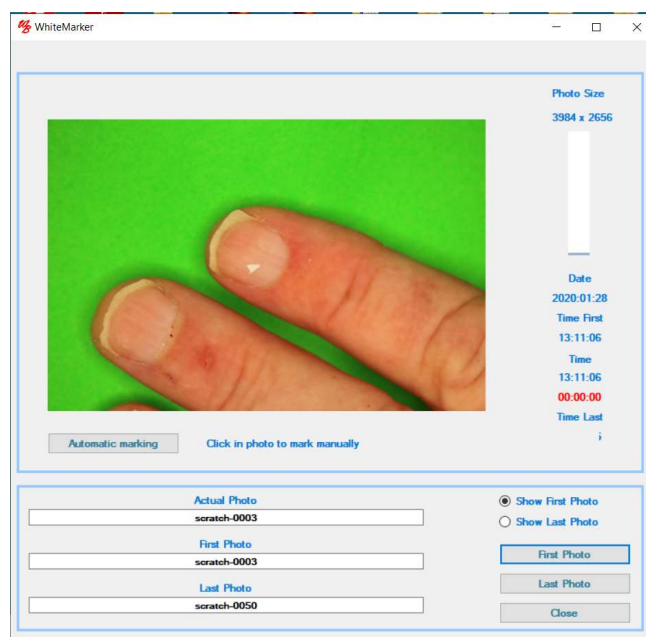 WhiteMarker
Photo Size
3984 x 2656
Date
2020:01:28
Time First
13:11:06
Time
13:11:06
00:00:00
Time Last
Automatic marking
Click in photo to mark manually
Actual Photo
scratch-0003
First Photo
scratch-0003
Last Photo
scratch-0050
Show First Photo
Show Last Photo
First Photo
Last Photo
Close